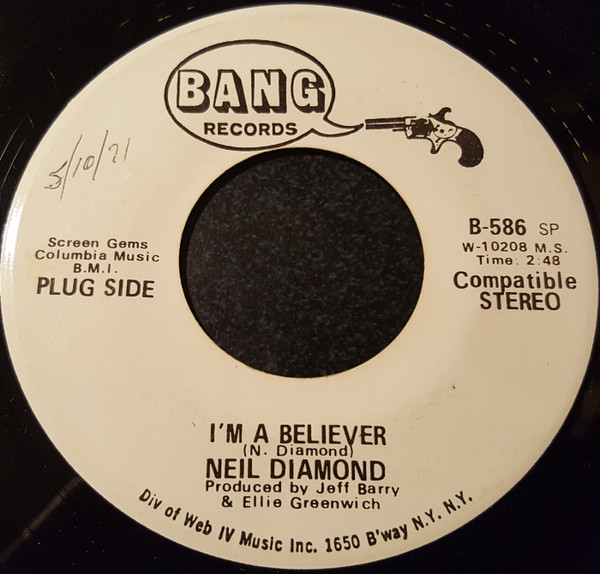 BANG
RECORDS
5/10/71
Screen Gems
Columbia Music
B.M.I.
PLUG SIDE
B-586 SP
W-10208 M.S.
Time: 2:48
Compatible
STEREO
I'M A BELIEVER
(N. Diamond)
NEIL DIAMOND
Produced by Jeff Barry
& Ellie Greenwich
Div of Web IV Music Inc. 1650 B'way N.Y. N.Y.